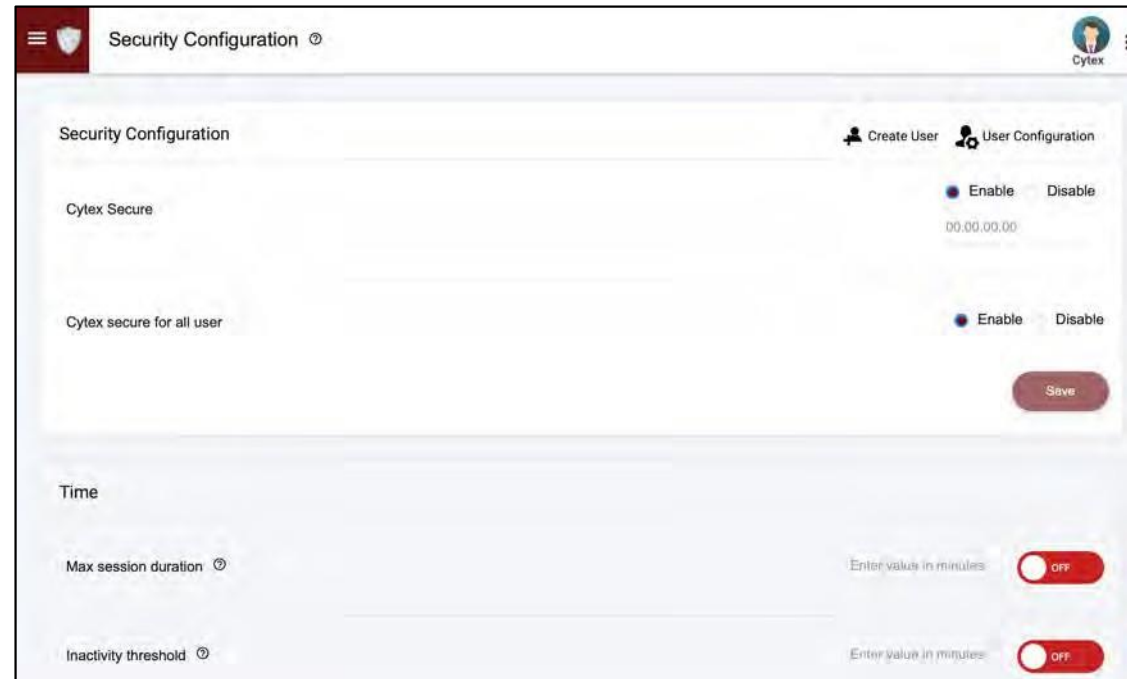 Security Configuration
Cytex
Security Configuration
Create User
User Configuration
Cytex Secure
Enable
Disable
00.00.00.00
Cytex secure for all user
Enable
Disable
Save
Time
Max session duration
Enter value in minutes
OFF
Inactivity threshold
Enter value in minutes
OFF